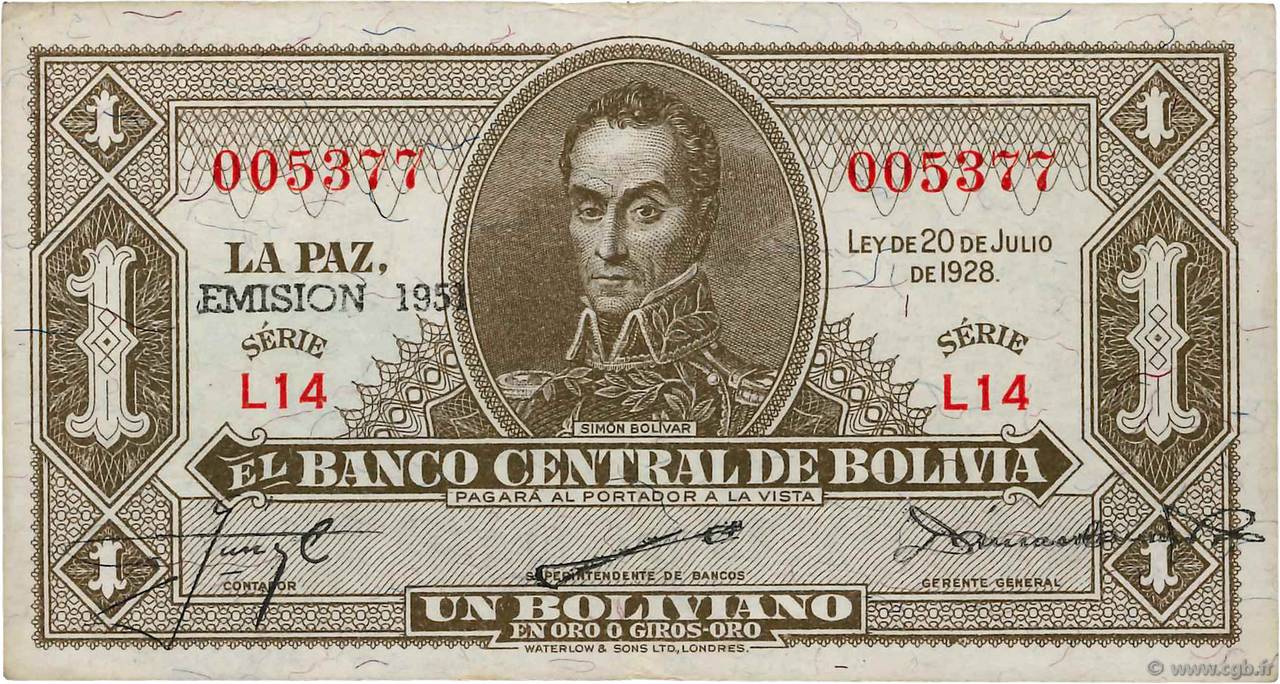 1
1
005377
005377
LA PAZ,
EMISION 1951
LEY DE 20 DE JULIO
DE 1928.
1
1
SÉRIE
L14
SÉRIE
L14
SIMÓN BOLÍVAR
EL BANCO CENTRAL DE BOLIVIA
PAGARÁ AL PORTADOR A LA VISTA
CONTADOR
SUPERINTENDENTE DE BANCOS
GERENTE GENERAL
1
1
UN BOLIVIANO
EN ORO O GIROS-ORO
WATERLOW & SONS LTD, LONDRES.
© www.cgb.fr